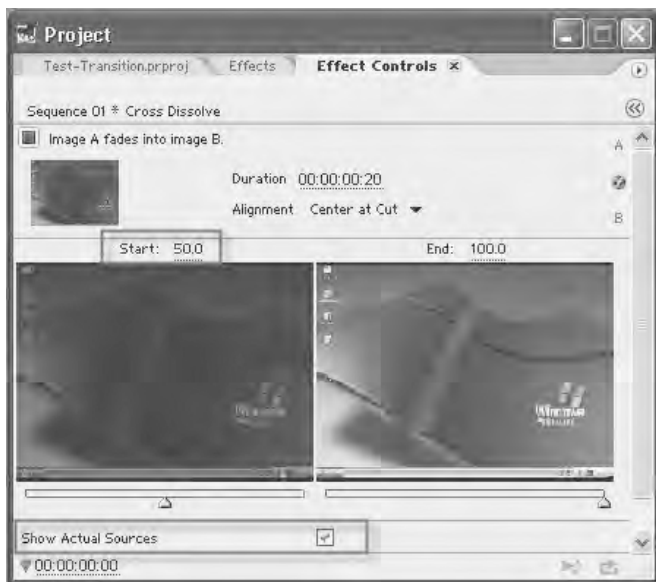 Project
Test-Transition.prproj Effects Effect Controls ×
Sequence 01 * Cross Dissolve
Image A fades into image B.
A
Duration 00:00:00:20
Alignment Center at Cut
B
Start: 50.0 End: 100.0
Show Actual Sources
00:00:00:00